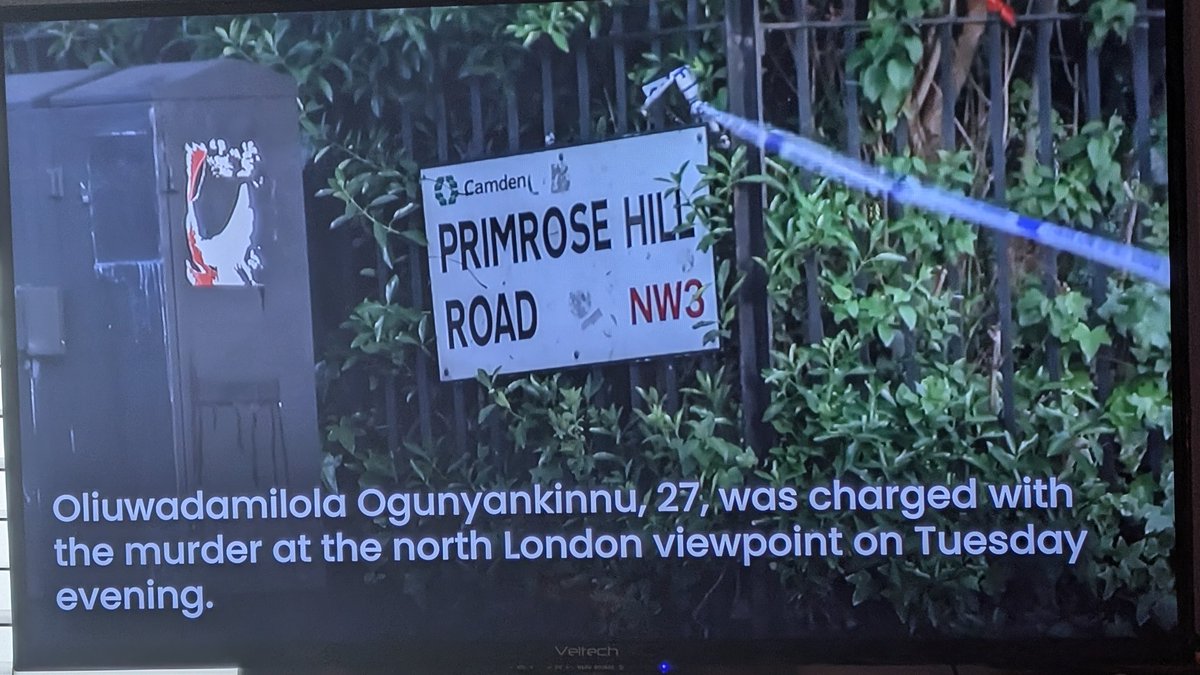 Camden
PRIMROSE HILL
ROAD NW3
Oliuwadamilola Ogunyankinnu, 27, was charged with
the murder at the north London viewpoint on Tuesday
evening.
Veltech